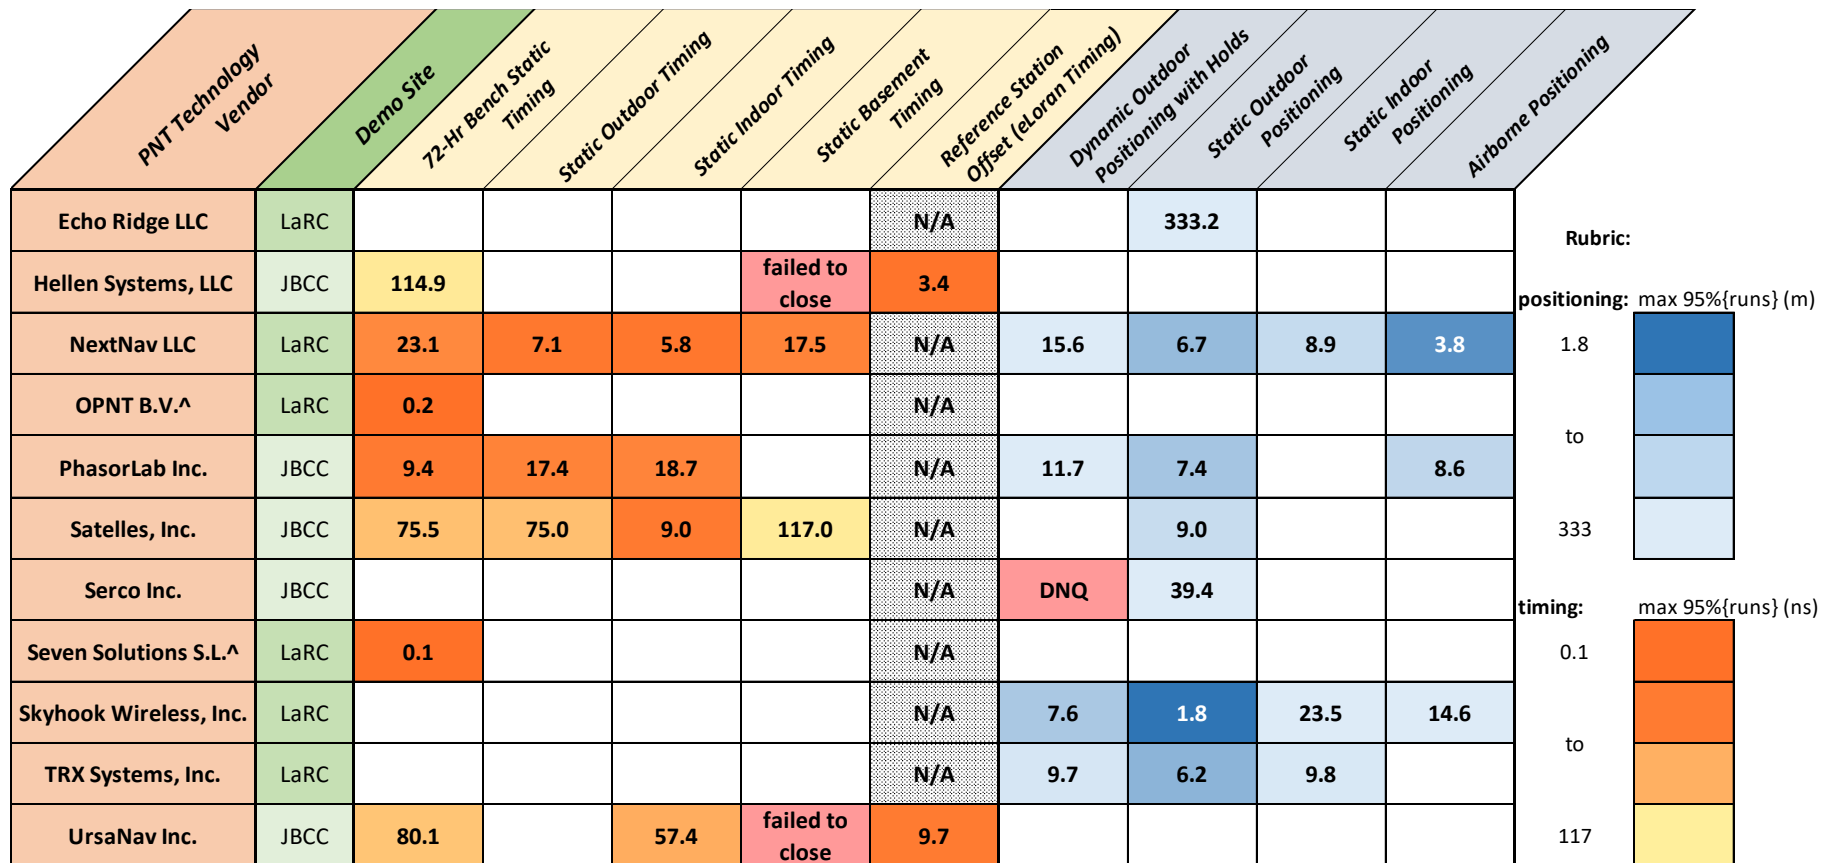 PNT Technology
Vendor
Demo Site
72-Hr Bench Static
Timing
Static Outdoor Timing
Static Indoor Timing
Static Basement
Timing
Reference Station
Offset (eLoran Timing)
Dynamic Outdoor
Positioning with Holds
Static Outdoor
Positioning
Static Indoor
Positioning
Airborne Positioning
Echo Ridge LLC LaRC N/A 333.2
Rubric:
Hellen Systems, LLC JBCC 114.9 failed to
close 3.4
positioning: max 95%{runs} (m)
NextNav LLC LaRC 23.1 7.1 5.8 17.5 N/A 15.6 6.7 8.9 3.8 1.8
OPNT B.V.^ LaRC 0.2 N/A
to
PhasorLab Inc. JBCC 9.4 17.4 18.7 N/A 11.7 7.4 8.6
Satelles, Inc. JBCC 75.5 75.0 9.0 117.0 N/A 9.0 333
Serco Inc. JBCC N/A DNQ 39.4
timing: max 95%{runs} (ns)
Seven Solutions S.L.^ LaRC 0.1 N/A 0.1
Skyhook Wireless, Inc. LaRC N/A 7.6 1.8 23.5 14.6
to
TRX Systems, Inc. LaRC N/A 9.7 6.2 9.8
UrsaNav Inc. JBCC 80.1 57.4 failed to
close 9.7 117